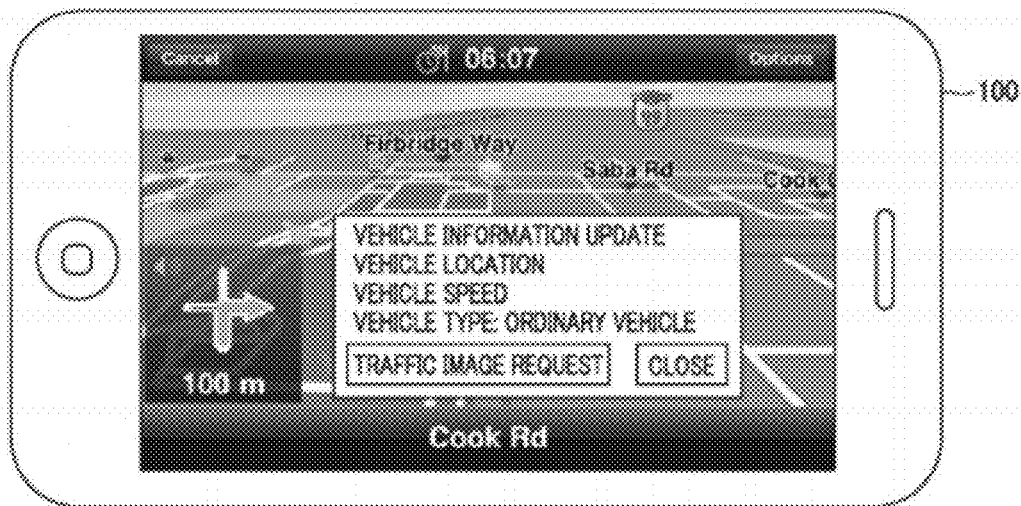 Cancel
06:07
Options
Firbridge Way
Saba Rd
Cook
VEHICLE INFORMATION UPDATE
VEHICLE LOCATION
VEHICLE SPEED
VEHICLE TYPE: ORDINARY VEHICLE
TRAFFIC IMAGE REQUEST
CLOSE
100 m
Cook Rd
100